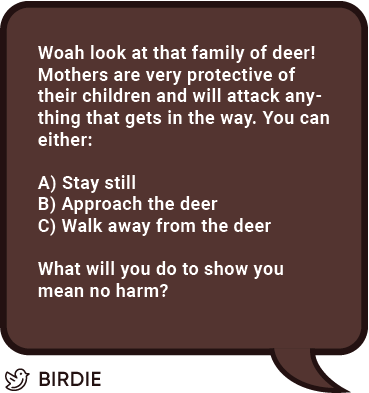 Woah look at that family of deer!
Mothers are very protective of
their children and will attack any-
thing that gets in the way. You can
either:
A) Stay still
B) Approach the deer
C) Walk away from the deer
What will you do to show you
mean no harm?
BIRDIE